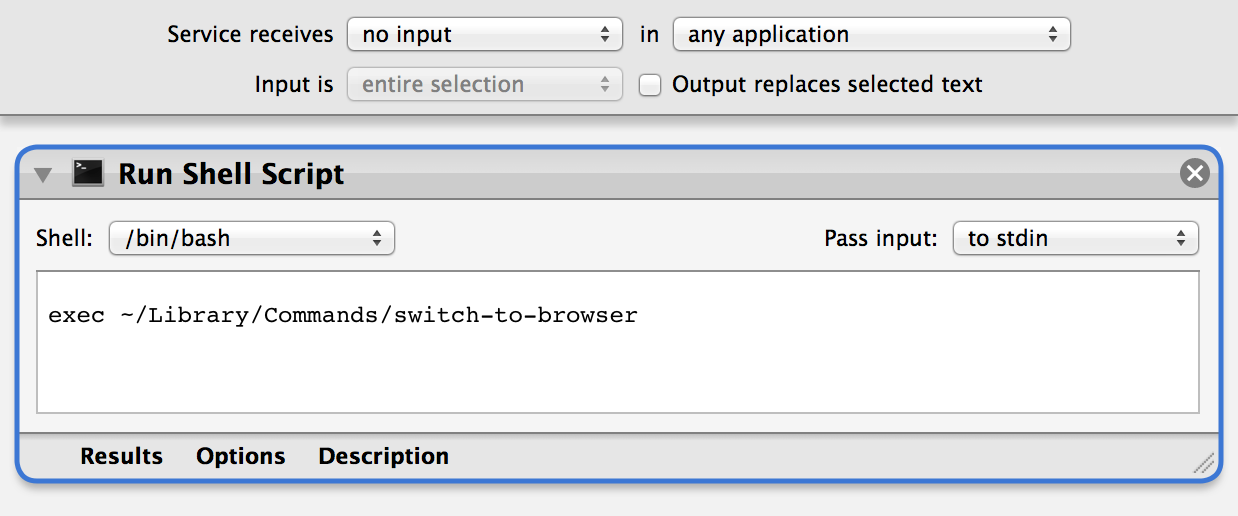 Service receives no input in any application
Input is entire selection Output replaces selected text
>_ Run Shell Script
Shell: /bin/bash Pass input: to stdin
exec ~/Library/Commands/switch-to-browser
Results Options Description